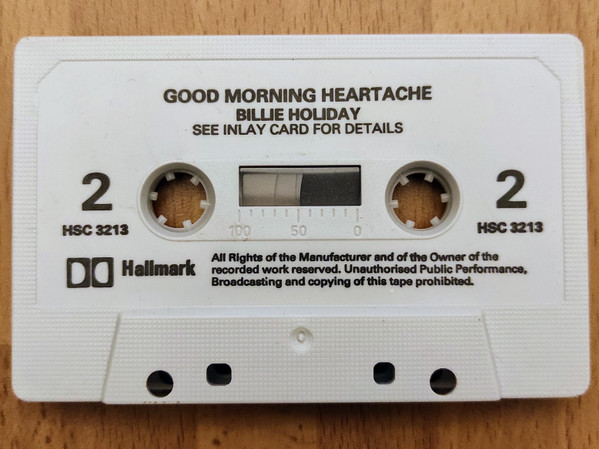 GOOD MORNING HEARTACHE
BILLIE HOLIDAY
SEE INLAY CARD FOR DETAILS
2
2
HSC 3213
HSC 3213
100 50 0
Hallmark
All Rights of the Manufacturer and of the Owner of the
recorded work reserved. Unauthorised Public Performance,
Broadcasting and copying of this tape prohibited.